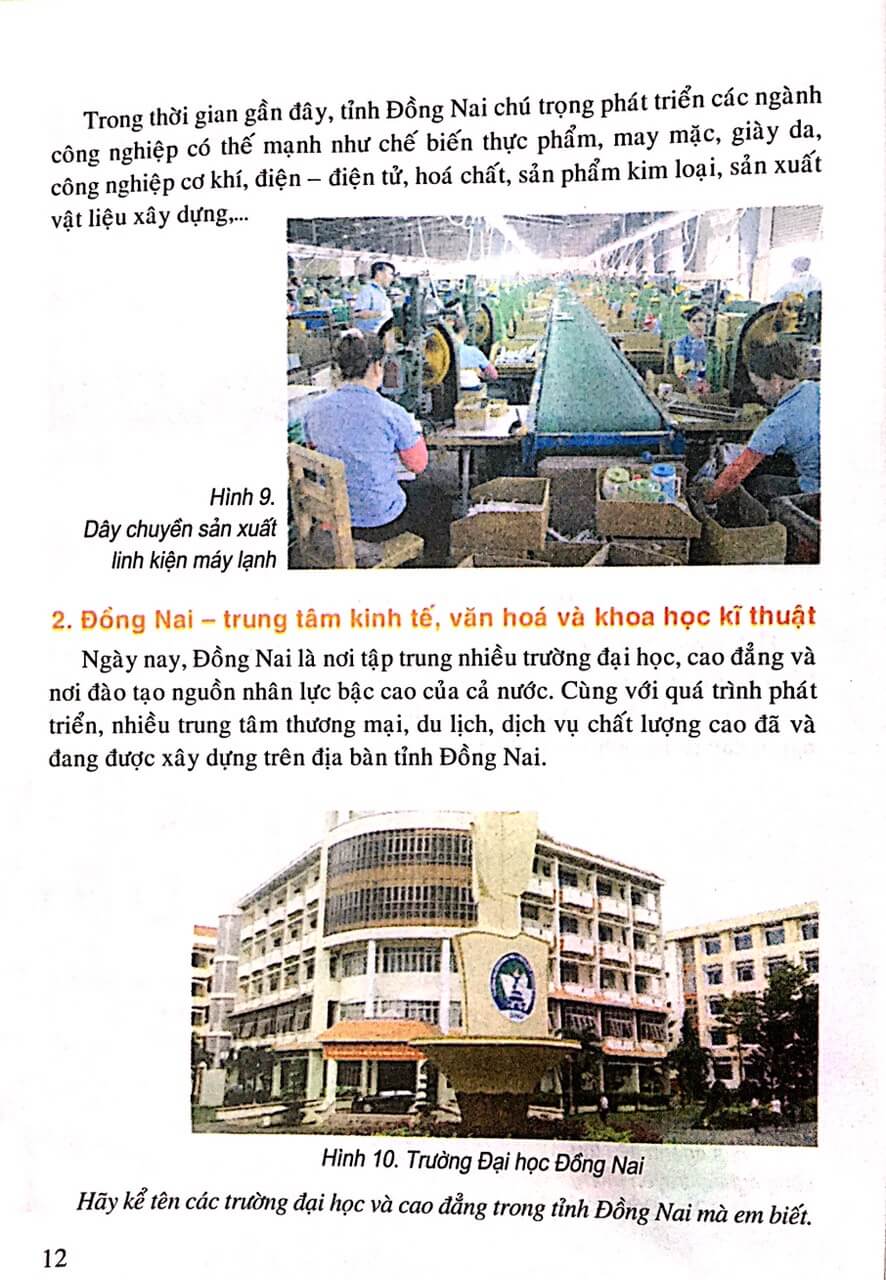 Trong thời gian gần đây, tỉnh Đồng Nai chú trọng phát triển các ngành
công nghiệp có thế mạnh như chế biến thực phẩm, may mặc, giày da,
công nghiệp cơ khí, điện – điện tử, hoá chất, sản phẩm kim loại, sản xuất
vật liệu xây dựng,...
Hình 9.
Dây chuyền sản xuất
linh kiện máy lạnh
2. Đồng Nai – trung tâm kinh tế, văn hoá và khoa học kĩ thuật
Ngày nay, Đồng Nai là nơi tập trung nhiều trường đại học, cao đẳng và
nơi đào tạo nguồn nhân lực bậc cao của cả nước. Cùng với quá trình phát
triển, nhiều trung tâm thương mại, du lịch, dịch vụ chất lượng cao đã và
đang được xây dựng trên địa bàn tỉnh Đồng Nai.
Hình 10. Trường Đại học Đồng Nai
Hãy kể tên các trường đại học và cao đẳng trong tỉnh Đồng Nai mà em biết.
12